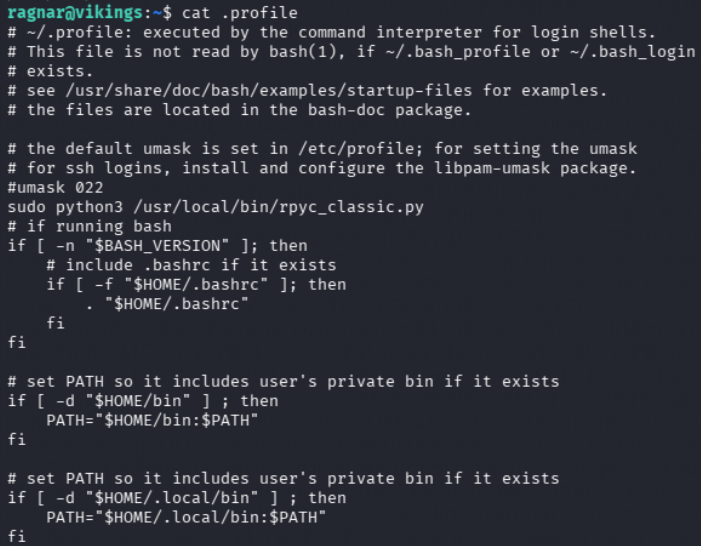 ragnar@vikings:~$ cat .profile
# ~/.profile: executed by the command interpreter for login shells.
# This file is not read by bash(1), if ~/.bash_profile or ~/.bash_login
# exists.
# see /usr/share/doc/bash/examples/startup-files for examples.
# the files are located in the bash-doc package.

# the default umask is set in /etc/profile; for setting the umask
# for ssh logins, install and configure the libpam-umask package.
#umask 022
sudo python3 /usr/local/bin/rpyc_classic.py
# if running bash
if [ -n "$BASH_VERSION" ]; then
    # include .bashrc if it exists
    if [ -f "$HOME/.bashrc" ]; then
        . "$HOME/.bashrc"
    fi
fi

# set PATH so it includes user's private bin if it exists
if [ -d "$HOME/bin" ] ; then
    PATH="$HOME/bin:$PATH"
fi

# set PATH so it includes user's private bin if it exists
if [ -d "$HOME/.local/bin" ] ; then
    PATH="$HOME/.local/bin:$PATH"
fi